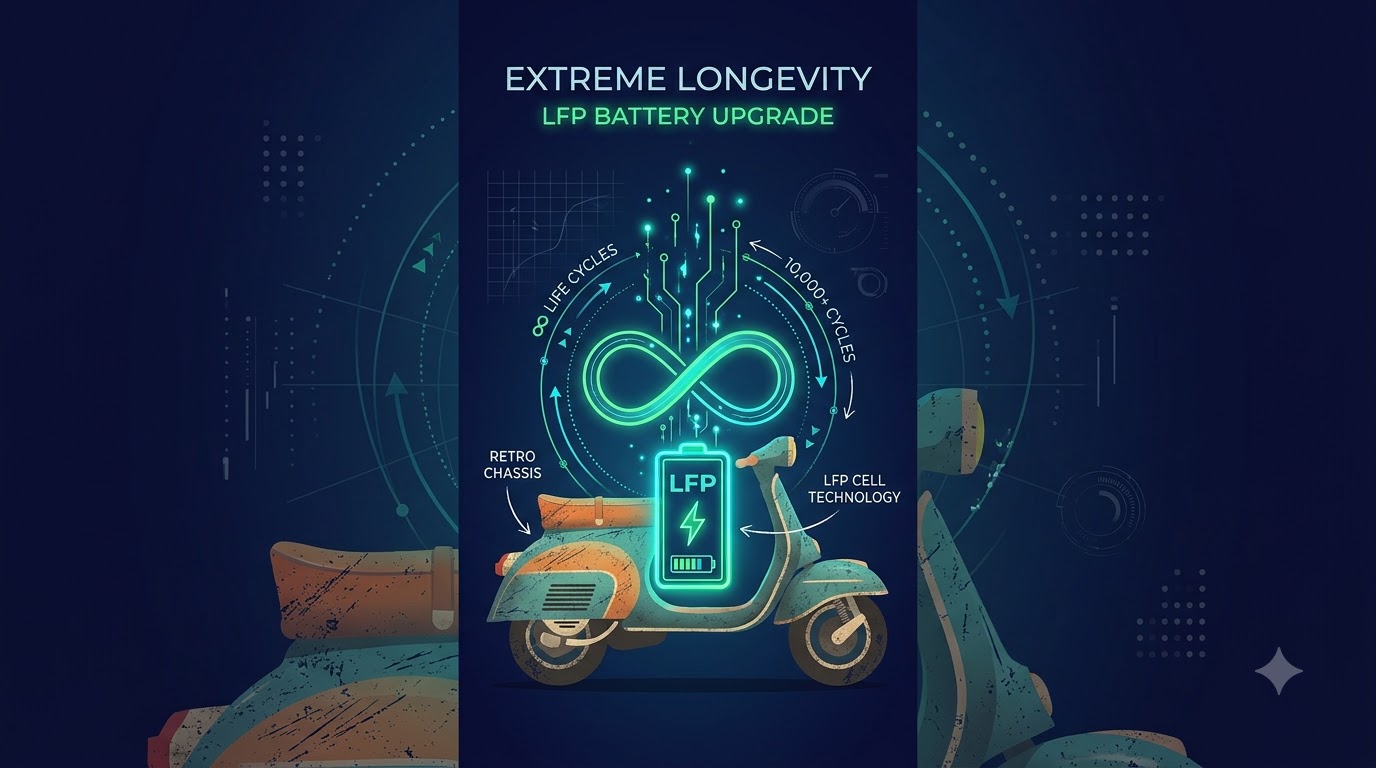 EXTREME LONGEVITY
LFP BATTERY UPGRADE
∞ LIFE CYCLES
10,000+ CYCLES
RETRO
CHASSIS
LFP
LFP CELL
TECHNOLOGY